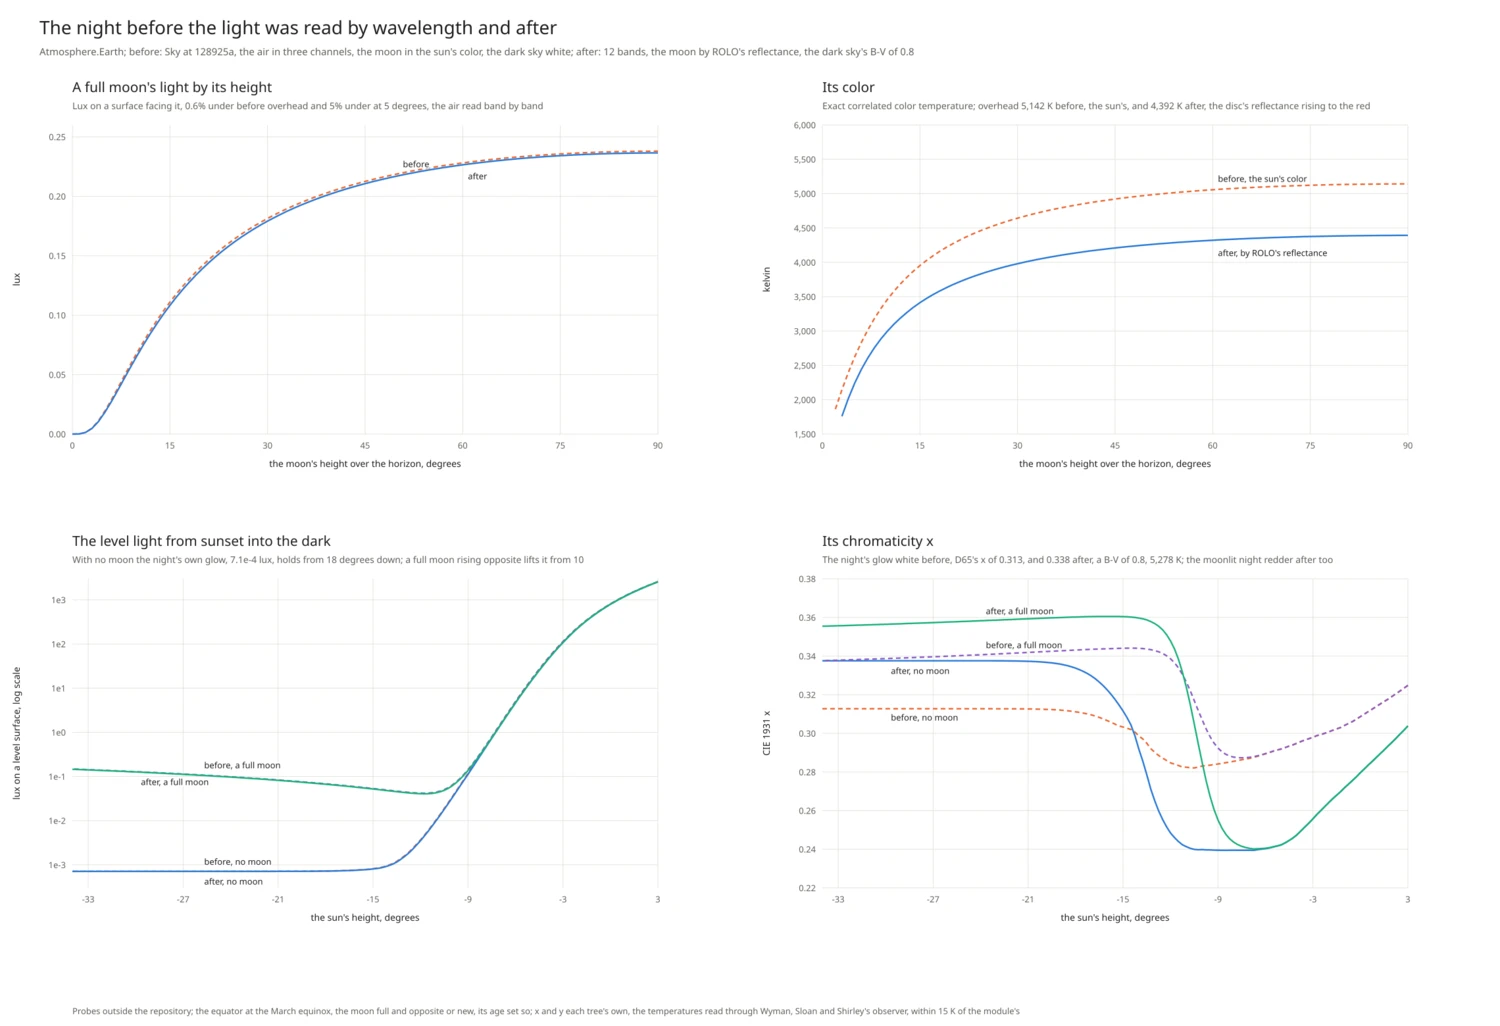 The night before the light was read by wavelength and after
Atmosphere.Earth; before: Sky at 128925a, the air in three channels, the moon in the sun's color, the dark sky white; after: 12 bands, the moon by ROLO's reflectance, the dark sky's B-V of 0.8
A full moon's light by its height
Lux on a surface facing it, 0.6% under before overhead and 5% under at 5 degrees, the air read band by band
0.25
0.20
0.15
0.10
0.05
0.00
lux
before
after
0
15
30
45
60
75
90
the moon's height over the horizon, degrees
Its color
Exact correlated color temperature; overhead 5,142 K before, the sun's, and 4,392 K after, the disc's reflectance rising to the red
6,000
5,500
5,000
4,500
4,000
3,500
3,000
2,500
2,000
1,500
kelvin
before, the sun's color
after, by ROLO's reflectance
0
15
30
45
60
75
90
the moon's height over the horizon, degrees
The level light from sunset into the dark
With no moon the night's own glow, 7.1e-4 lux, holds from 18 degrees down; a full moon rising opposite lifts it from 10
1e3
1e2
1e1
1e0
1e-1
1e-2
1e-3
lux on a level surface, log scale
before, a full moon
after, a full moon
before, no moon
after, no moon
-33
-27
-21
-15
-9
-3
3
the sun's height, degrees
Its chromaticity x
The night's glow white before, D65's x of 0.313, and 0.338 after, a B-V of 0.8, 5,278 K; the moonlit night redder after too
0.38
0.36
0.34
0.32
0.30
0.28
0.26
0.24
0.22
CIE 1931 x
after, a full moon
before, a full moon
after, no moon
before, no moon
-33
-27
-21
-15
-9
-3
3
the sun's height, degrees
Probes outside the repository; the equator at the March equinox, the moon full and opposite or new, its age set so; x and y each tree's own, the temperatures read through Wyman, Sloan and Shirley's observer, within 15 K of the module's